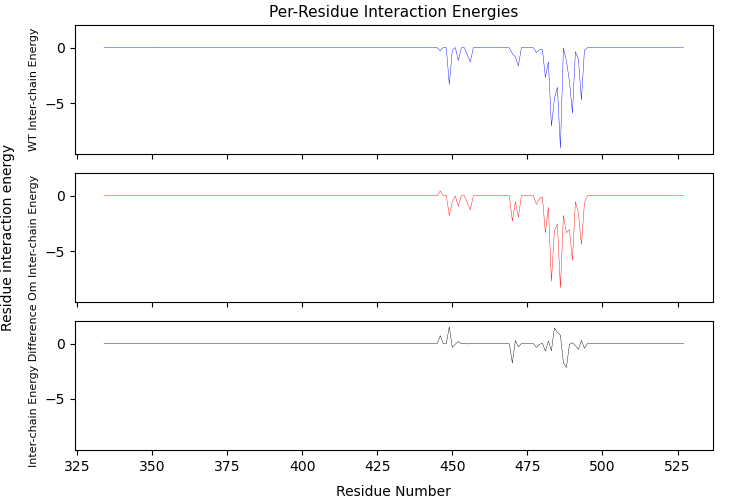 Per-Residue Interaction Energies
Residue interaction energy
WT Inter-chain Energy
0
−5
Om Inter-chain Energy
0
−5
Inter-chain Energy Difference
0
−5
325 350 375 400 425 450 475 500 525
Residue Number